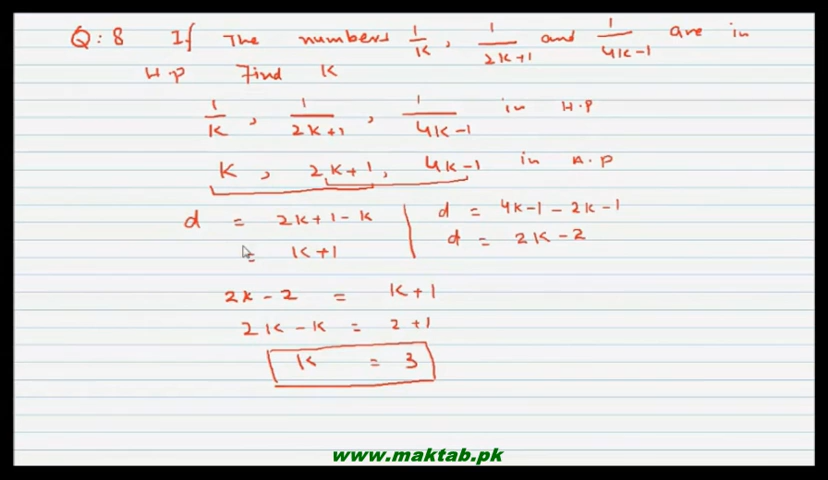 Q: 8 If The numbers 1/K , 1/2K+1 and 1/4K-1 are in
H.P Find K
1/K , 1/2K+1 , 1/4K-1 in H.P
K , 2K+1 , 4K-1 in A.P
d = 2K+1-K | d = 4K-1-2K-1
= K+1 | d = 2K-2
2K-2 = K+1
2K-K = 2+1
K = 3
www.maktab.pk